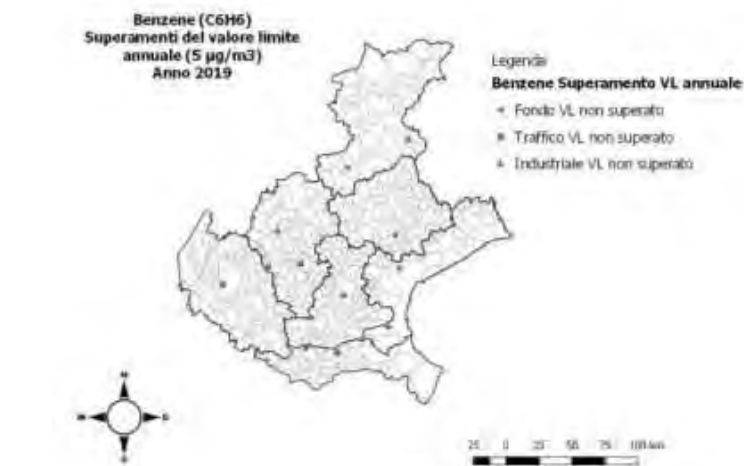 Benzene (C6H6)
Superamenti del valore limite
annuale (5 µg/m3)
Anno 2019
Legenda
Benzene Superamento VL annuale
Fondo VL non superato
Traffico VL non superato
Industriale VL non superato
25 0 25 50 75 100 km